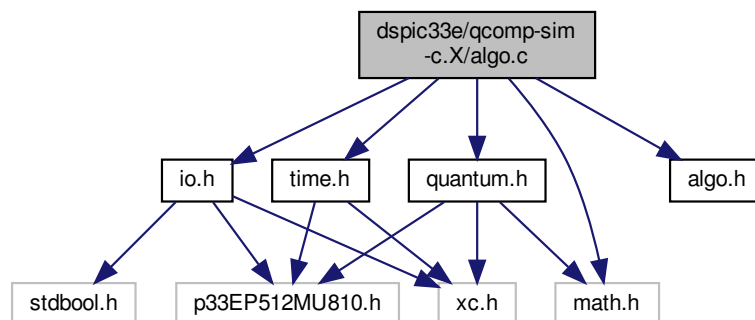 dspic33e/qcomp-sim
-c.X/algo.c
io.h
time.h
quantum.h
algo.h
stdbool.h
p33EP512MU810.h
xc.h
math.h